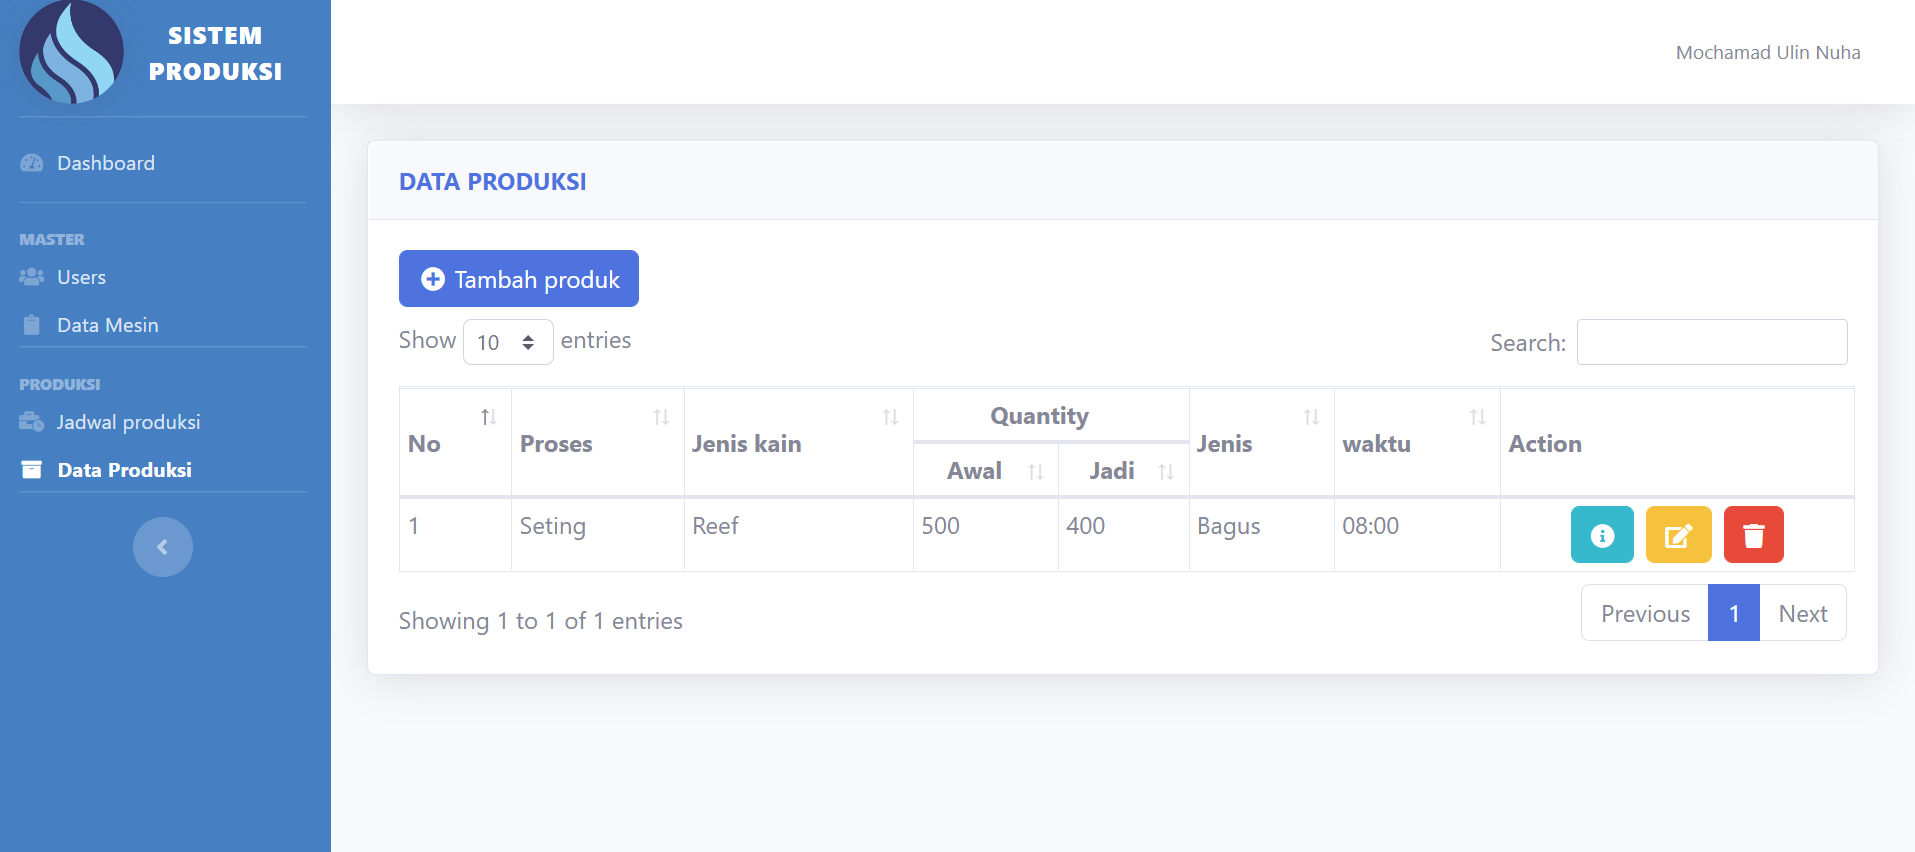 SISTEM
PRODUKSI
Mochamad Ulin Nuha
Dashboard
MASTER
Users
Data Mesin
PRODUKSI
Jadwal produksi
Data Produksi
DATA PRODUKSI
Tambah produk
Show 10 entries
Search:
No Proses Jenis kain Quantity Jenis waktu Action
Awal Jadi
1 Seting Reef 500 400 Bagus 08:00
Showing 1 to 1 of 1 entries
Previous 1 Next